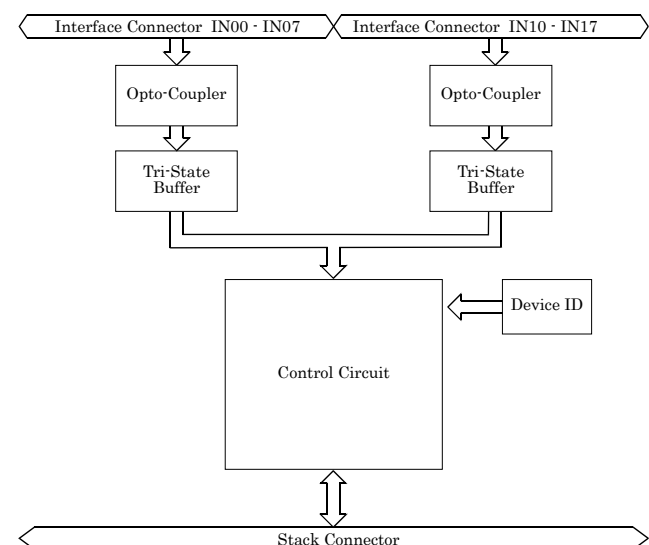 Interface Connector IN00 - IN07
Interface Connector IN10 - IN17
Opto-Coupler
Opto-Coupler
Tri-State
Buffer
Tri-State
Buffer
Device ID
Control Circuit
Stack Connector